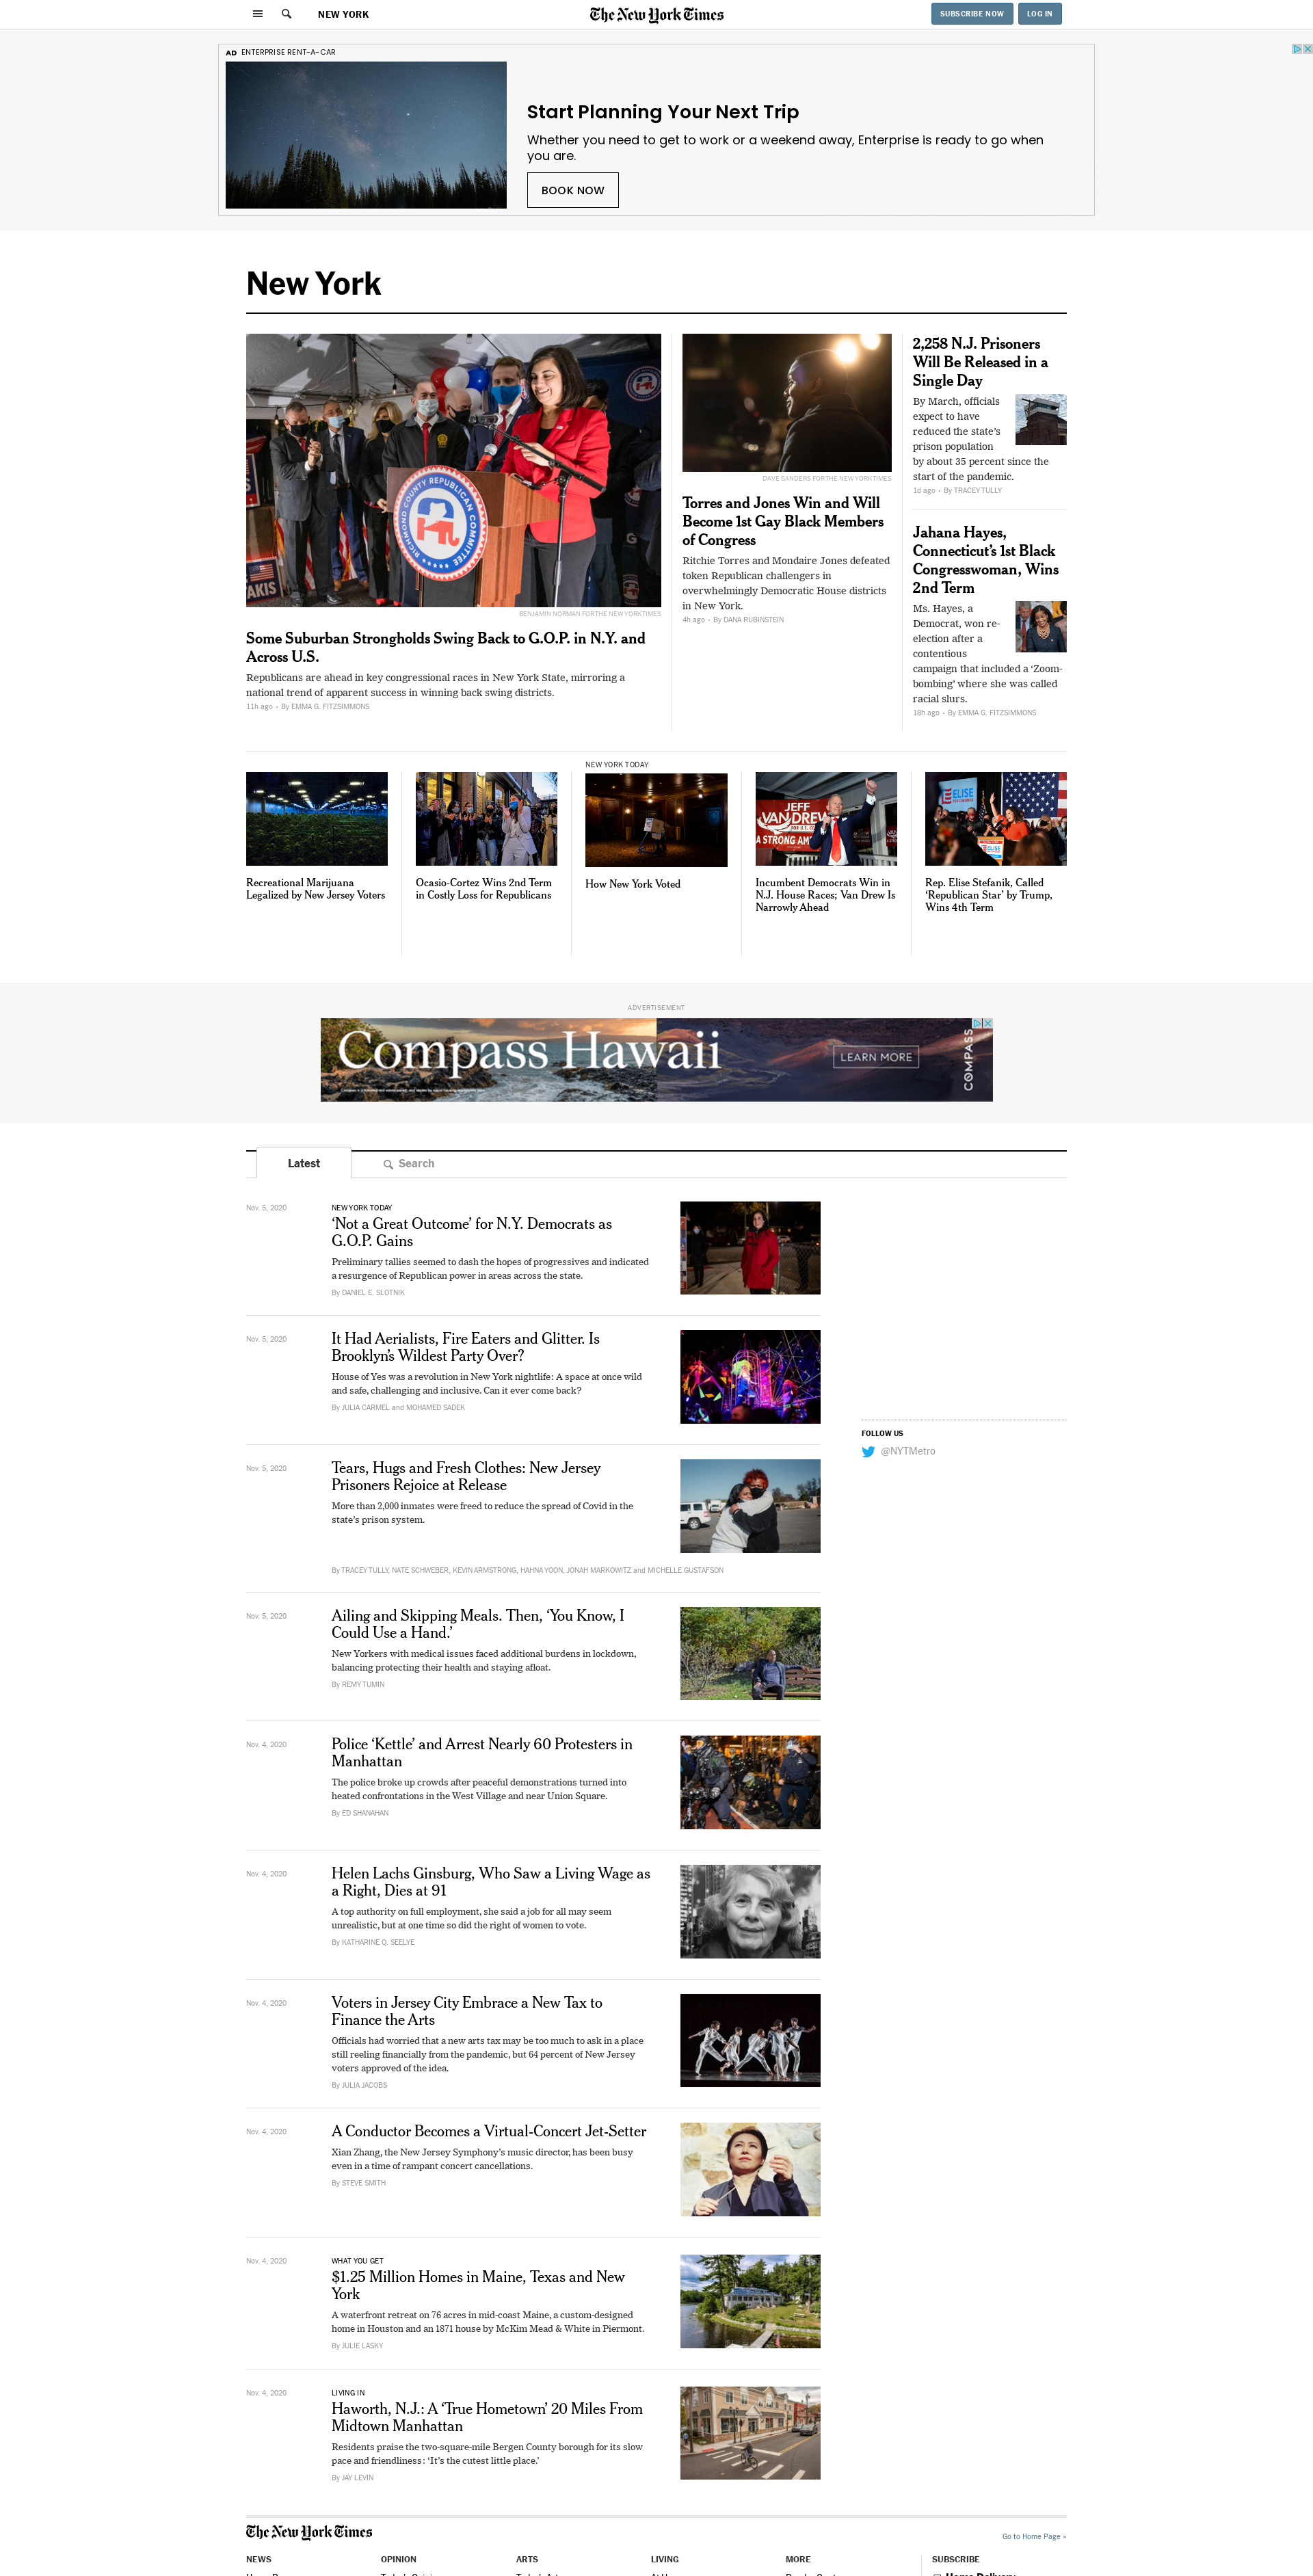 NEW YORK
The New York Times
SUBSCRIBE NOW
LOG IN
AD ENTERPRISE RENT-A-CAR
Start Planning Your Next Trip
Whether you need to get to work or a weekend away, Enterprise is ready to go when
you are.
BOOK NOW
New York
BENJAMIN NORMAN FOR THE NEW YORK TIMES
Some Suburban Strongholds Swing Back to G.O.P. in N.Y. and
Across U.S.
Republicans are ahead in key congressional races in New York State, mirroring a
national trend of apparent success in winning back swing districts.
11h ago • By EMMA G. FITZSIMMONS
DAVE SANDERS FOR THE NEW YORK TIMES
Torres and Jones Win and Will
Become 1st Gay Black Members
of Congress
Ritchie Torres and Mondaire Jones defeated
token Republican challengers in
overwhelmingly Democratic House districts
in New York.
4h ago • By DANA RUBINSTEIN
2,258 N.J. Prisoners
Will Be Released in a
Single Day
By March, officials
expect to have
reduced the state's
prison population
by about 35 percent since the
start of the pandemic.
1d ago • By TRACEY TULLY
Jahana Hayes,
Connecticut's 1st Black
Congresswoman, Wins
2nd Term
Ms. Hayes, a
Democrat, won re-
election after a
contentious
campaign that included a 'Zoom-
bombing' where she was called
racial slurs.
18h ago • By EMMA G. FITZSIMMONS
RICHMOND COUNTY REPUBLICAN COMMITTEE
Recreational Marijuana
Legalized by New Jersey Voters
Ocasio-Cortez Wins 2nd Term
in Costly Loss for Republicans
NEW YORK TODAY
How New York Voted
JEFF
VAN DREW
A STRONG
Incumbent Democrats Win in
N.J. House Races; Van Drew Is
Narrowly Ahead
ELISE
Rep. Elise Stefanik, Called
'Republican Star' by Trump,
Wins 4th Term
ADVERTISEMENT
Compass Hawaii
LEARN MORE
COMPASS
Latest
Search
Nov. 5, 2020
NEW YORK TODAY
'Not a Great Outcome' for N.Y. Democrats as
G.O.P. Gains
Preliminary tallies seemed to dash the hopes of progressives and indicated
a resurgence of Republican power in areas across the state.
By DANIEL E. SLOTNIK
Nov. 5, 2020
It Had Aerialists, Fire Eaters and Glitter. Is
Brooklyn's Wildest Party Over?
House of Yes was a revolution in New York nightlife: A space at once wild
and safe, challenging and inclusive. Can it ever come back?
By JULIA CARMEL and MOHAMED SADEK
FOLLOW US
@NYTMetro
Nov. 5, 2020
Tears, Hugs and Fresh Clothes: New Jersey
Prisoners Rejoice at Release
More than 2,000 inmates were freed to reduce the spread of Covid in the
state's prison system.
By TRACEY TULLY, NATE SCHWEBER, KEVIN ARMSTRONG, HAHNA YOON, JONAH MARKOWITZ and MICHELLE GUSTAFSON
Nov. 5, 2020
Ailing and Skipping Meals. Then, 'You Know, I
Could Use a Hand.'
New Yorkers with medical issues faced additional burdens in lockdown,
balancing protecting their health and staying afloat.
By REMY TUMIN
Nov. 4, 2020
Police 'Kettle' and Arrest Nearly 60 Protesters in
Manhattan
The police broke up crowds after peaceful demonstrations turned into
heated confrontations in the West Village and near Union Square.
By ED SHANAHAN
Nov. 4, 2020
Helen Lachs Ginsburg, Who Saw a Living Wage as
a Right, Dies at 91
A top authority on full employment, she said a job for all may seem
unrealistic, but at one time so did the right of women to vote.
By KATHARINE Q. SEELYE
Nov. 4, 2020
Voters in Jersey City Embrace a New Tax to
Finance the Arts
Officials had worried that a new arts tax may be too much to ask in a place
still reeling financially from the pandemic, but 64 percent of New Jersey
voters approved of the idea.
By JULIA JACOBS
Nov. 4, 2020
A Conductor Becomes a Virtual-Concert Jet-Setter
Xian Zhang, the New Jersey Symphony's music director, has been busy
even in a time of rampant concert cancellations.
By STEVE SMITH
Nov. 4, 2020
WHAT YOU GET
$1.25 Million Homes in Maine, Texas and New
York
A waterfront retreat on 76 acres in mid-coast Maine, a custom-designed
home in Houston and an 1871 house by McKim Mead & White in Piermont.
By JULIE LASKY
Nov. 4, 2020
LIVING IN
Haworth, N.J.: A 'True Hometown' 20 Miles From
Midtown Manhattan
Residents praise the two-square-mile Bergen County borough for its slow
pace and friendliness: 'It's the cutest little place.'
By JAY LEVIN
The New York Times
Go to Home Page »
NEWS
OPINION
ARTS
LIVING
MORE
SUBSCRIBE